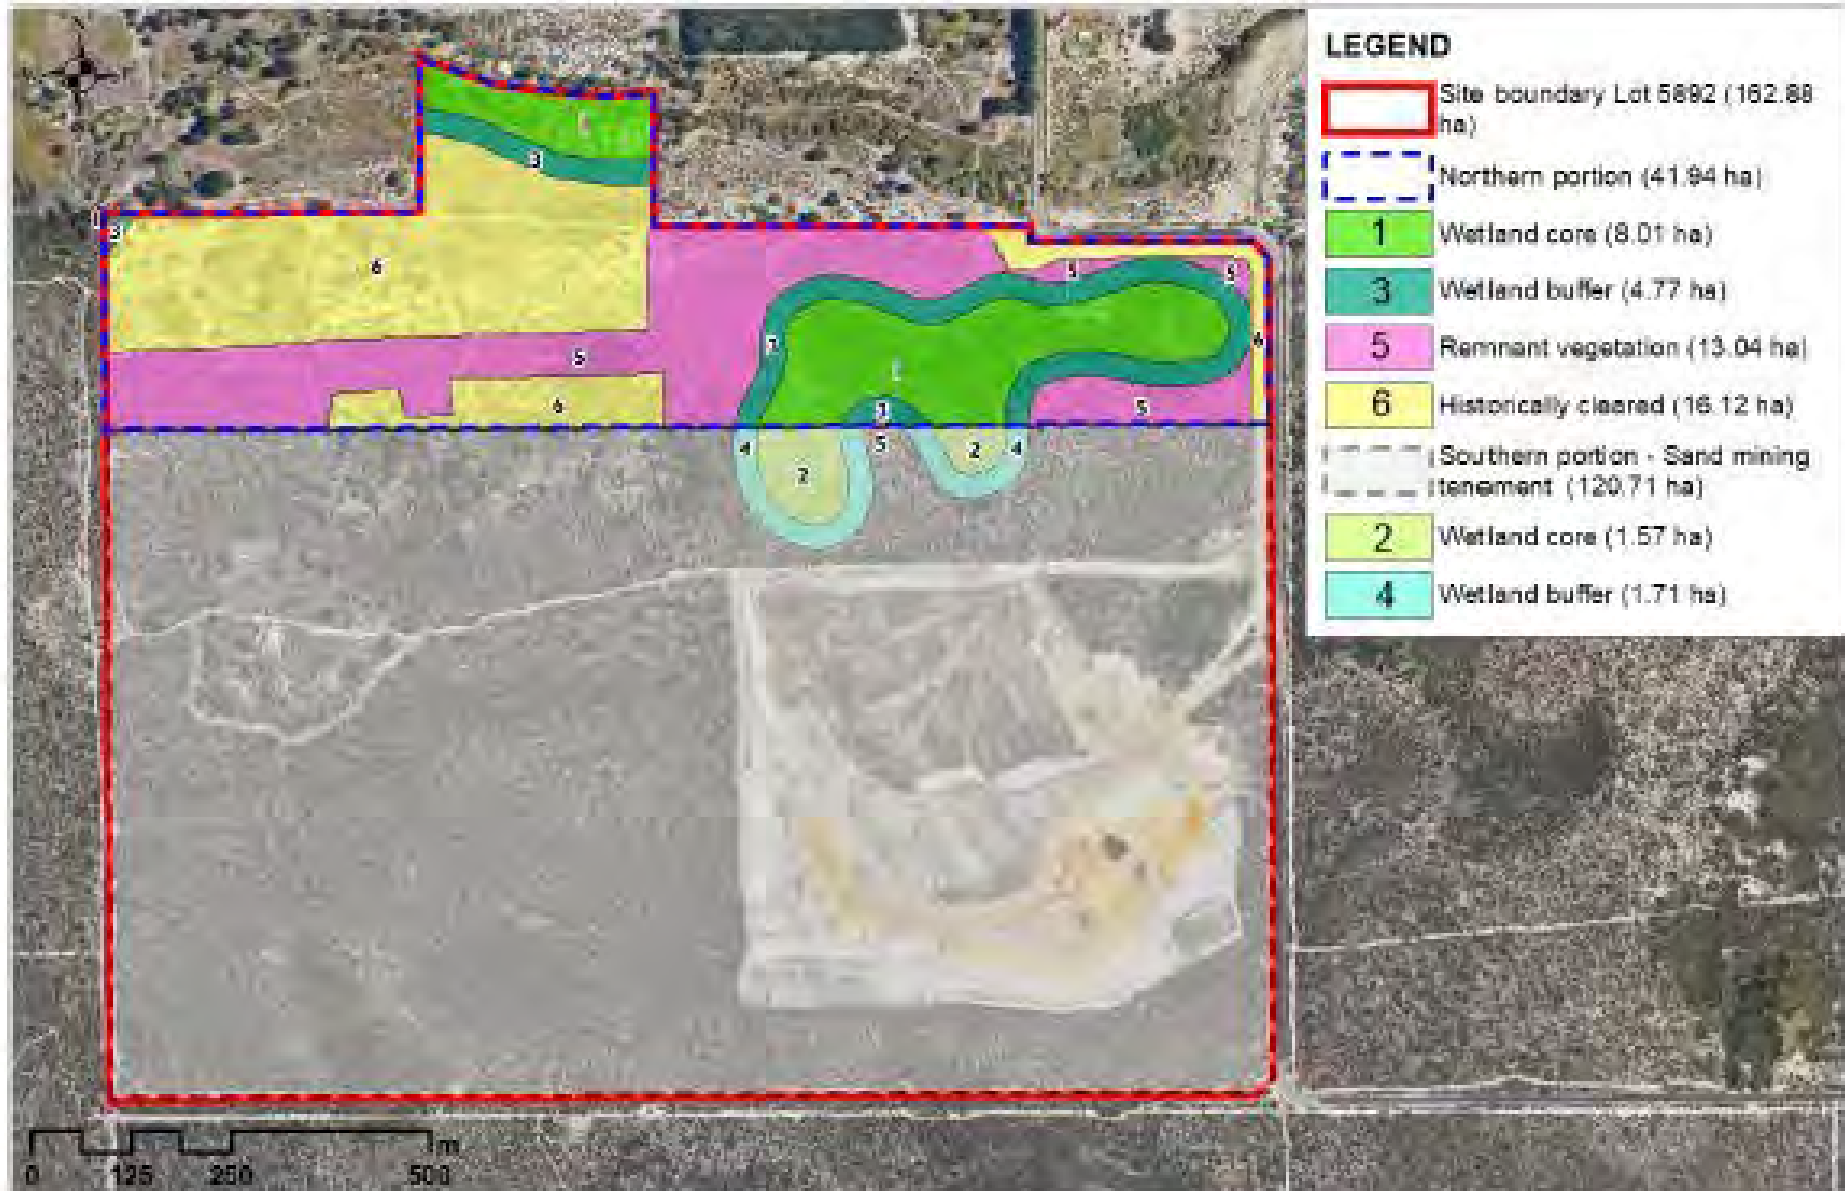 LEGEND
Site boundary Lot 5892 (162.88
ha)
Northern portion (41.94 ha)
1 Wetland core (8.01 ha)
3 Wetland buffer (4.77 ha)
5 Remnant vegetation (13.04 ha)
6 Historically cleared (16.12 ha)
Southern portion - Sand mining
tenement (120.71 ha)
2 Wetland core (1.57 ha)
4 Wetland buffer (1.71 ha)
3
3
6
5
5
5
6
6
5
3
4
5
2
4
2
m
0 125 250 500